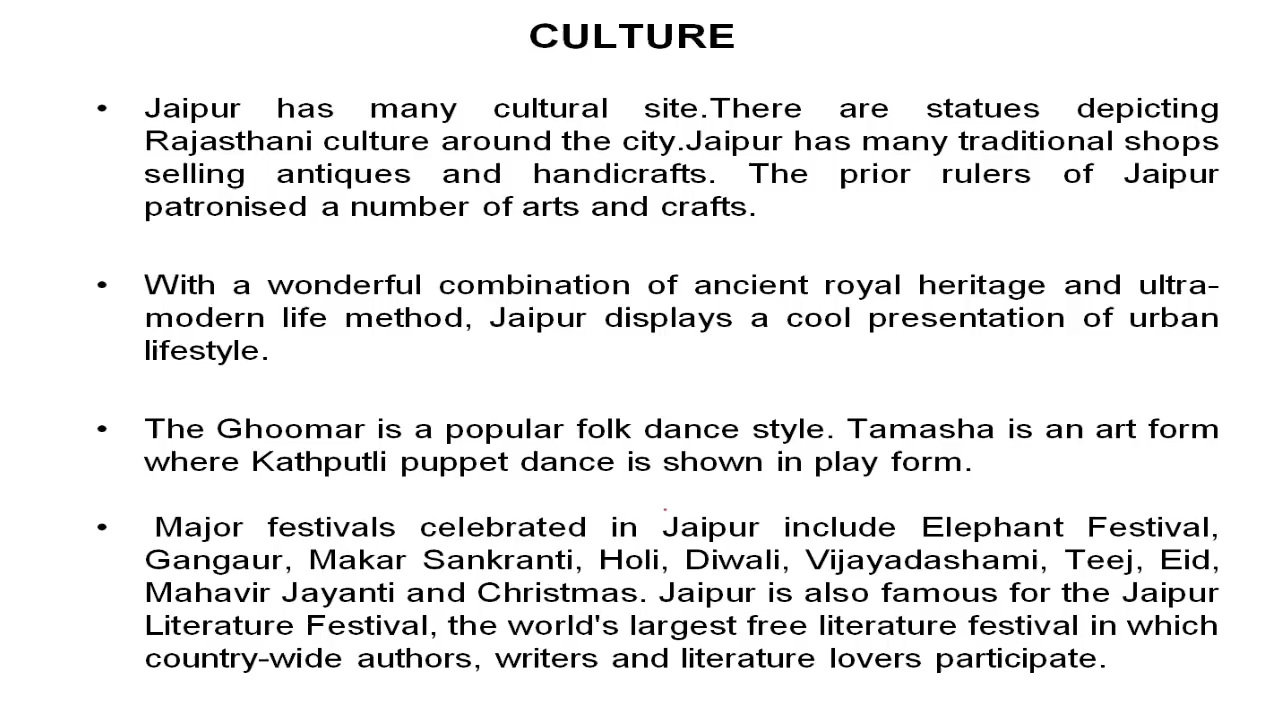 CULTURE
• Jaipur has many cultural site.There are statues depicting
Rajasthani culture around the city.Jaipur has many traditional shops
selling antiques and handicrafts. The prior rulers of Jaipur
patronised a number of arts and crafts.
• With a wonderful combination of ancient royal heritage and ultra-
modern life method, Jaipur displays a cool presentation of urban
lifestyle.
• The Ghoomar is a popular folk dance style. Tamasha is an art form
where Kathputli puppet dance is shown in play form.
• Major festivals celebrated in Jaipur include Elephant Festival,
Gangaur, Makar Sankranti, Holi, Diwali, Vijayadashami, Teej, Eid,
Mahavir Jayanti and Christmas. Jaipur is also famous for the Jaipur
Literature Festival, the world's largest free literature festival in which
country-wide authors, writers and literature lovers participate.